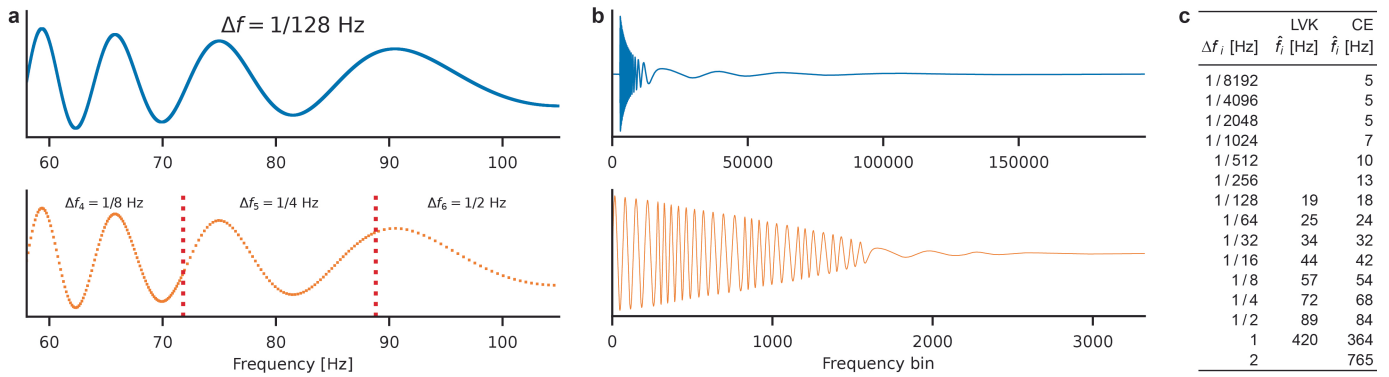 a
Δf = 1/128 Hz
60 70 80 90 100
Δf4 = 1/8 Hz Δf5 = 1/4 Hz Δf6 = 1/2 Hz
60 70 80 90 100
Frequency [Hz]
b
0 50000 100000 150000
0 1000 2000 3000
Frequency bin
c
LVK CE
Δf i [Hz] f̂i [Hz] f̂i [Hz]
1 / 8192 5
1 / 4096 5
1 / 2048 5
1 / 1024 7
1 / 512 10
1 / 256 13
1 / 128 19 18
1 / 64 25 24
1 / 32 34 32
1 / 16 44 42
1 / 8 57 54
1 / 4 72 68
1 / 2 89 84
1 420 364
2 765